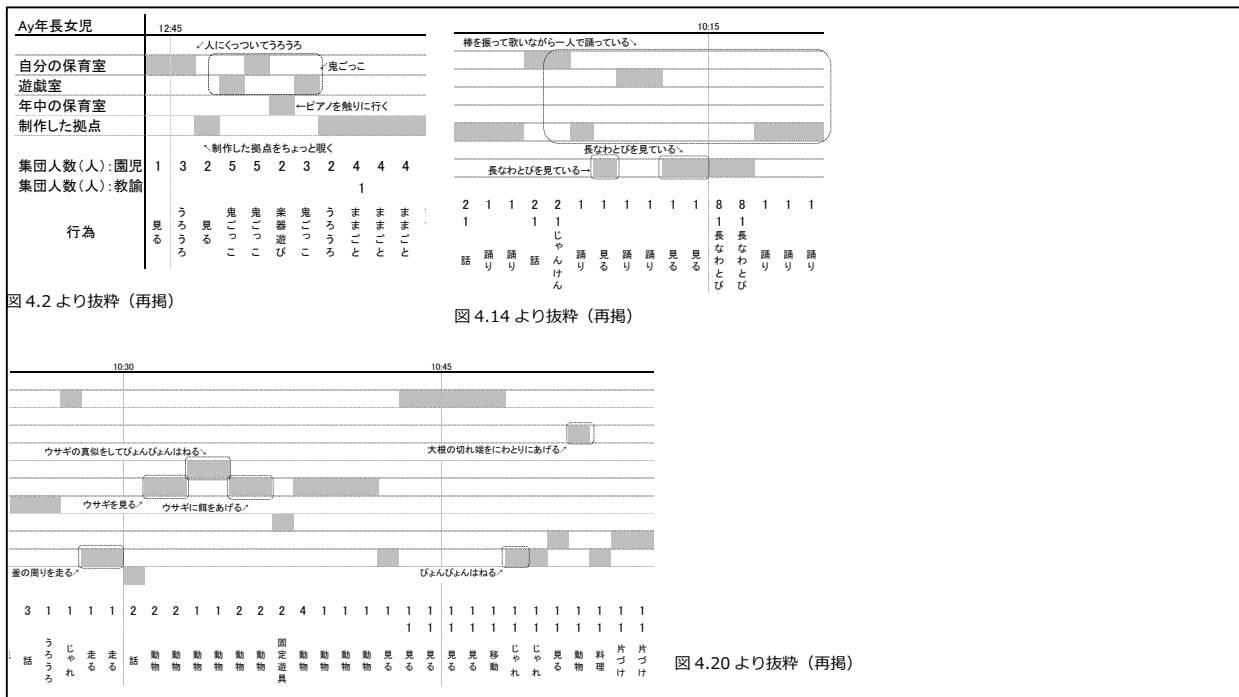 Ay年長女児
12:45
↙人にくっついてうろうろ
自分の保育室
↙鬼ごっこ
遊戯室
年中の保育室
←ピアノを触りに行く
制作した拠点
↖制作した拠点をちょっと覗く
集団人数(人):園児 1 3 2 5 5 2 3 2 4 4 4
集団人数(人):教諭 1
行為 見る うろうろ 見る 鬼ごっこ 鬼ごっこ 楽器遊び 鬼ごっこ うろうろ ままごと ままごと ままごと
図 4.2 より抜粋(再掲)
10:15
棒を振って歌いながら一人で踊っている↘
長なわとびを見ている↘
長なわとびを見ている→
2 1 1 2 2 1 1 1 1 1 1 8 8 1 1 1
1 1 1 1 1
話 踊り 踊り 話 じゃんけん 踊り 見る 踊り 踊り 見る 見る 長なわとび 長なわとび 踊り 踊り 踊り
図 4.14 より抜粋(再掲)
10:30 10:45
ウサギの真似をしてぴょんぴょんはねる↘
大根の切れ端をにわとりにあげる↗
ウサギを見る↗ ウサギに餌をあげる↗
釜の周りを走る↗
ぴょんぴょんはねる↗
3 1 1 1 1 2 2 2 1 1 2 2 2 4 1 1 1 1 1 1 1 1 1 1 1 1 1 1 1 1
1 1 1 1 1 1 1 1 1 1 1 1
話 うろうろ じゃれ 走る 走る 話 動物 動物 動物 動物 動物 動物 固定遊具 動物 動物 動物 動物 見る 見る 見る 見る 見る 移動 じゃれ じゃれ 見る 動物 料理 片づけ 片づけ
図 4.20 より抜粋(再掲)